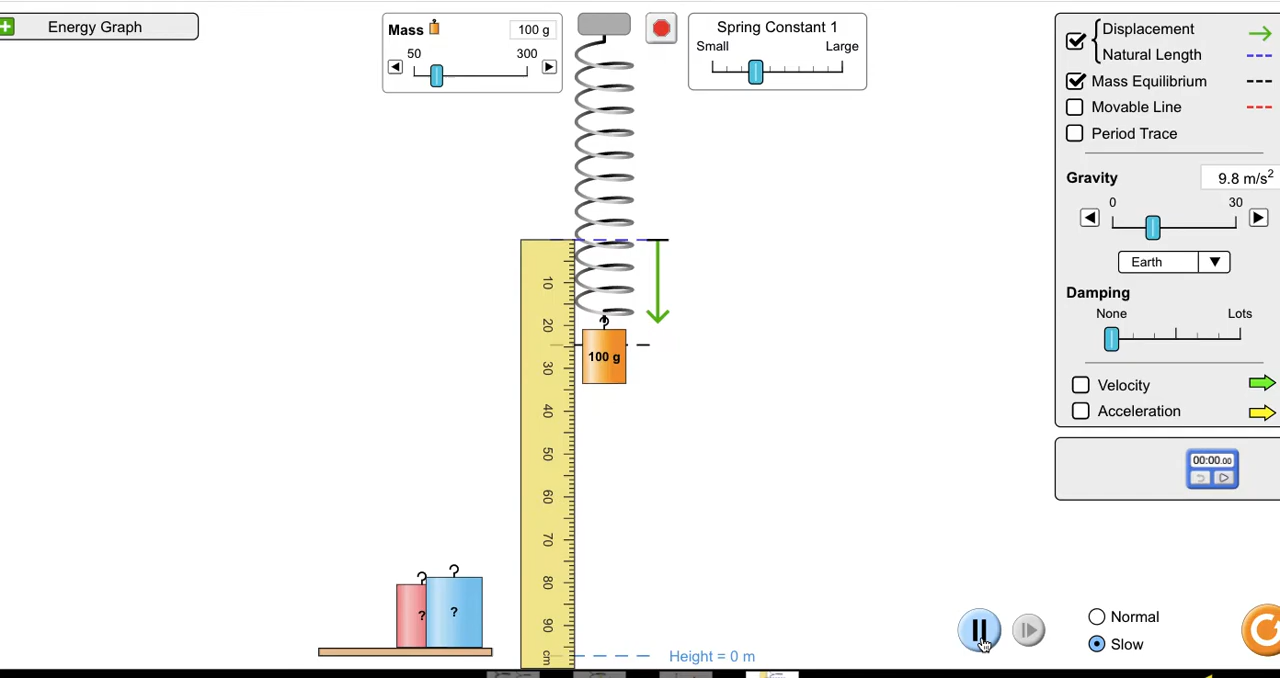 Energy Graph
Mass 100 g
50 300
Spring Constant 1
Small Large
100 g
10
20
30
40
50
60
70
80
90
cm
?
?
Height = 0 m
Displacement
Natural Length
Mass Equilibrium
Movable Line
Period Trace
Gravity 9.8 m/s²
0 30
Earth
Damping
None Lots
Velocity
Acceleration
00:00.00
Normal
Slow